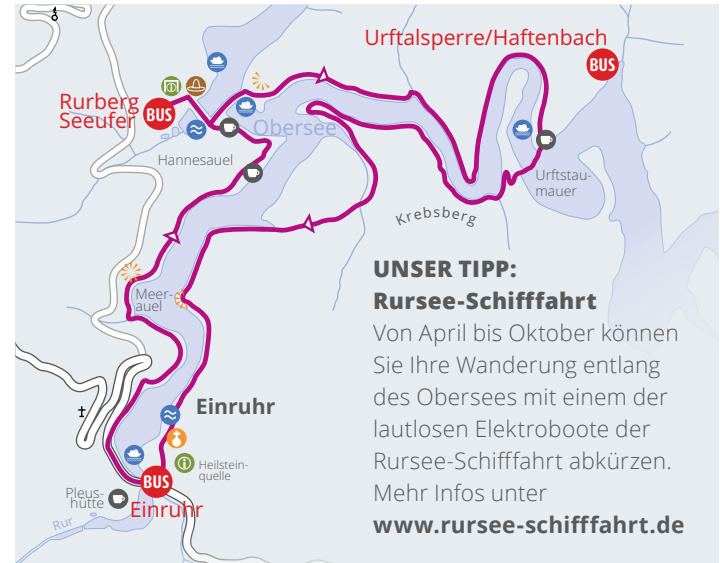 Urftalsperre/Haftenbach
BUS
Rurberg
Seeufer
BUS
Obersee
Hannesauel
Urftstau-
mauer
Krebsberg
UNSER TIPP:
Rursee-Schifffahrt
Von April bis Oktober können
Sie Ihre Wanderung entlang
des Obersees mit einem der
lautlosen Elektroboote der
Rursee-Schifffahrt abkürzen.
Mehr Infos unter
www.rursee-schifffahrt.de
Meer-
auel
Einruhr
Heilstein-
quelle
BUS
Pleus-
hütte
Einruhr
Rur